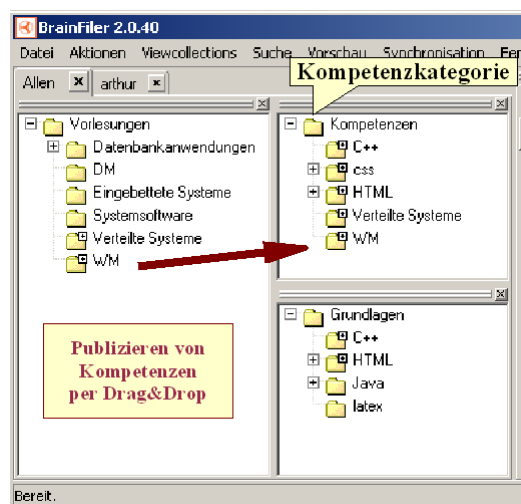 BrainFiler 2.0.40
Datei Aktionen Viewcollections Suche Vorschau Synchronisation
Allen arthur
Kompetenzkategorie
Vorlesungen
Datenbankanwendungen
DM
Eingebettete Systeme
Systemsoftware
Verteilte Systeme
WM
Publizieren von
Kompetenzen
per Drag&Drop
Kompetenzen
C++
css
HTML
Verteilte Systeme
WM
Grundlagen
C++
HTML
Java
latex
Bereit.